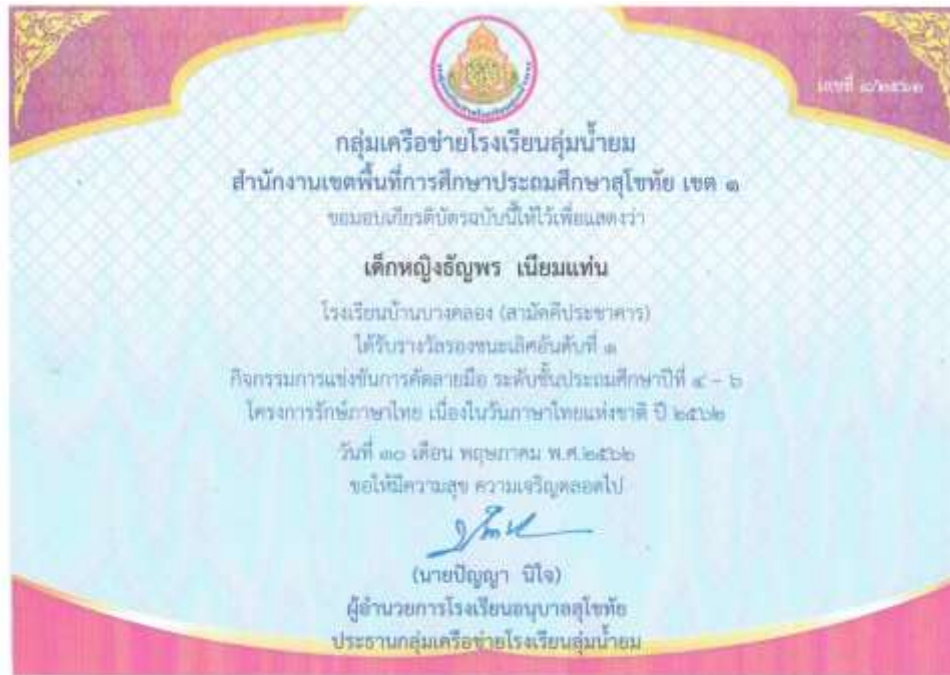 เลขที่ ๘/๒๕๖๒
กลุ่มเครือข่ายโรงเรียนลุ่มน้ำยม
สำนักงานเขตพื้นที่การศึกษาประถมศึกษาสุโขทัย เขต ๑
ขอมอบเกียรติบัตรฉบับนี้ให้ไว้เพื่อแสดงว่า
เด็กหญิงธัญพร เนียมแท่น
โรงเรียนบ้านบางคลอง (สามัคคีประชาคาร)
ได้รับรางวัลรองชนะเลิศอันดับที่ ๑
กิจกรรมการแข่งขันการคัดลายมือ ระดับชั้นประถมศึกษาปีที่ ๔ – ๖
โครงการรักษ์ภาษาไทย เนื่องในวันภาษาไทยแห่งชาติ ปี ๒๕๖๒
วันที่ ๓๐ เดือน พฤษภาคม พ.ศ.๒๕๖๒
ขอให้มีความสุข ความเจริญตลอดไป
(นายปัญญา นิโจ)
ผู้อำนวยการโรงเรียนอนุบาลสุโขทัย
ประธานกลุ่มเครือข่ายโรงเรียนลุ่มน้ำยม